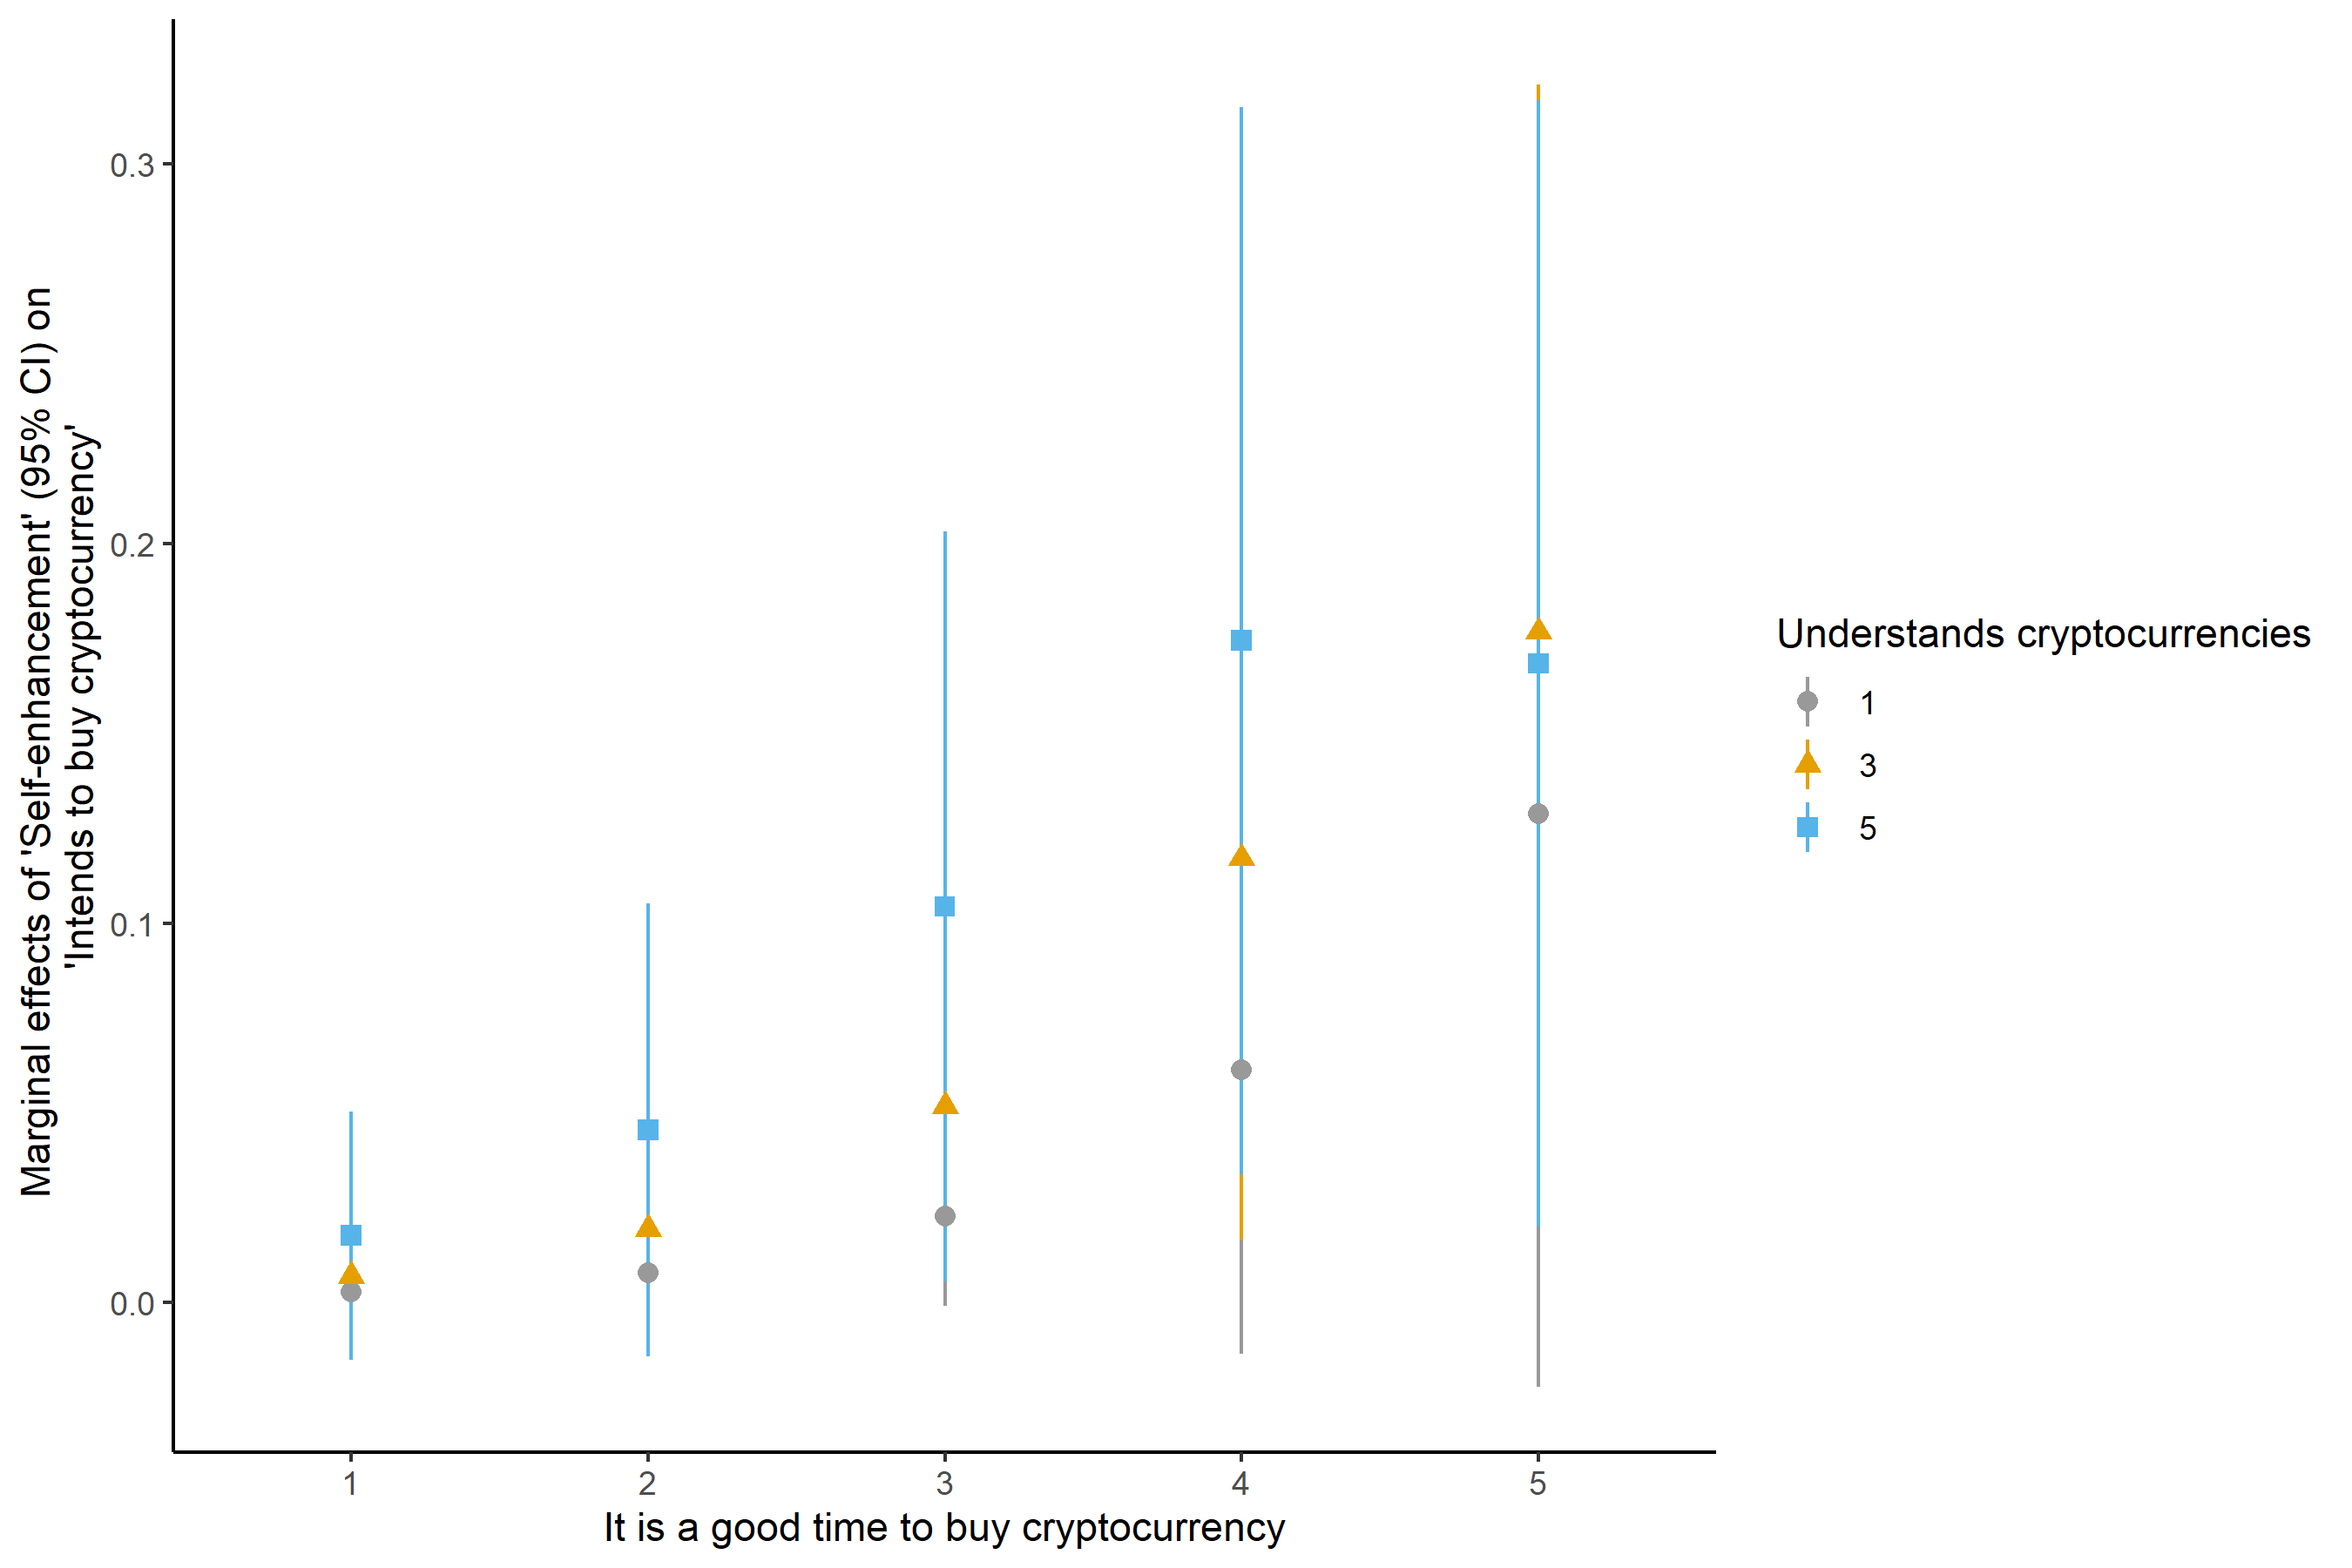 Marginal effects of 'Self-enhancement' (95% CI) on
'Intends to buy cryptocurrency'
0.3
0.2
0.1
0.0
1 2 3 4 5
It is a good time to buy cryptocurrency
Understands cryptocurrencies
1
3
5